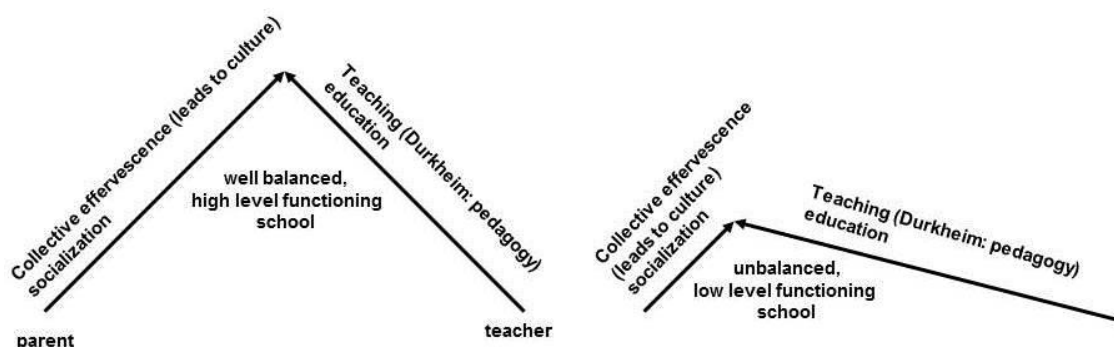 Collective effervescence (leads to culture)
socialization
Teaching (Durkheim: pedagogy)
education
well balanced,
high level functioning
school
parent
teacher
Collective effervescence
(leads to culture)
socialization
Teaching (Durkheim: pedagogy)
education
unbalanced,
low level functioning
school